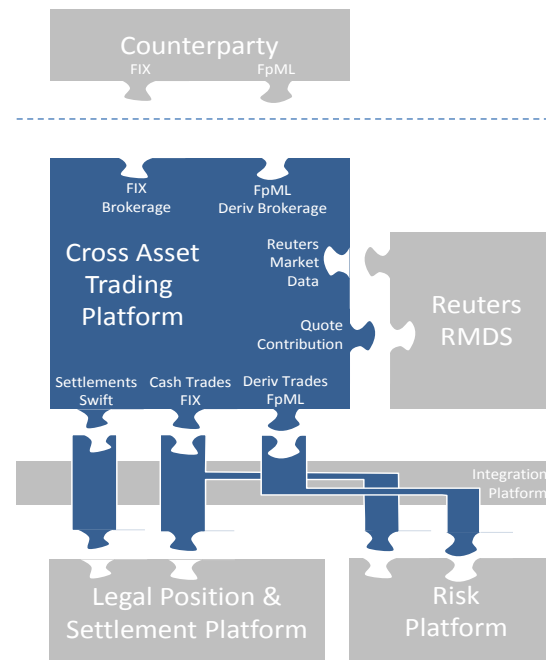 Counterparty
FIX
FpML
FIX
Brokerage
FpML
Deriv Brokerage
Cross Asset
Trading
Platform
Reuters
Market
Data
Quote
Contribution
Reuters
RMDS
Settlements
Swift
Cash Trades
FIX
Deriv Trades
FpML
Integration
Platform
Legal Position &
Settlement Platform
Risk
Platform